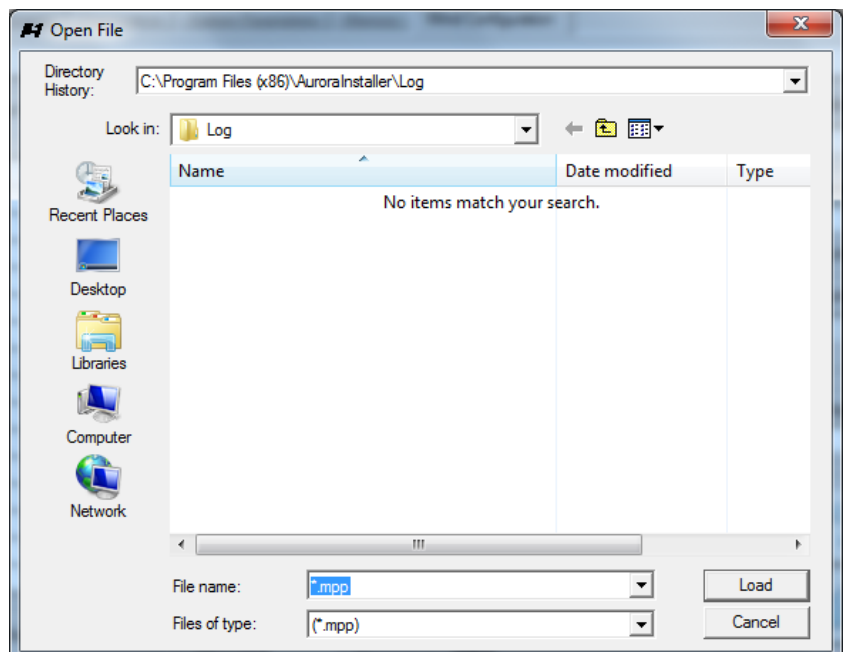 Open File
Directory History: C:\Program Files (x86)\AuroraInstaller\Log
Look in: Log
Name Date modified Type
No items match your search.
Recent Places
Desktop
Libraries
Computer
Network
File name: *.mpp Load
Files of type: (*.mpp) Cancel